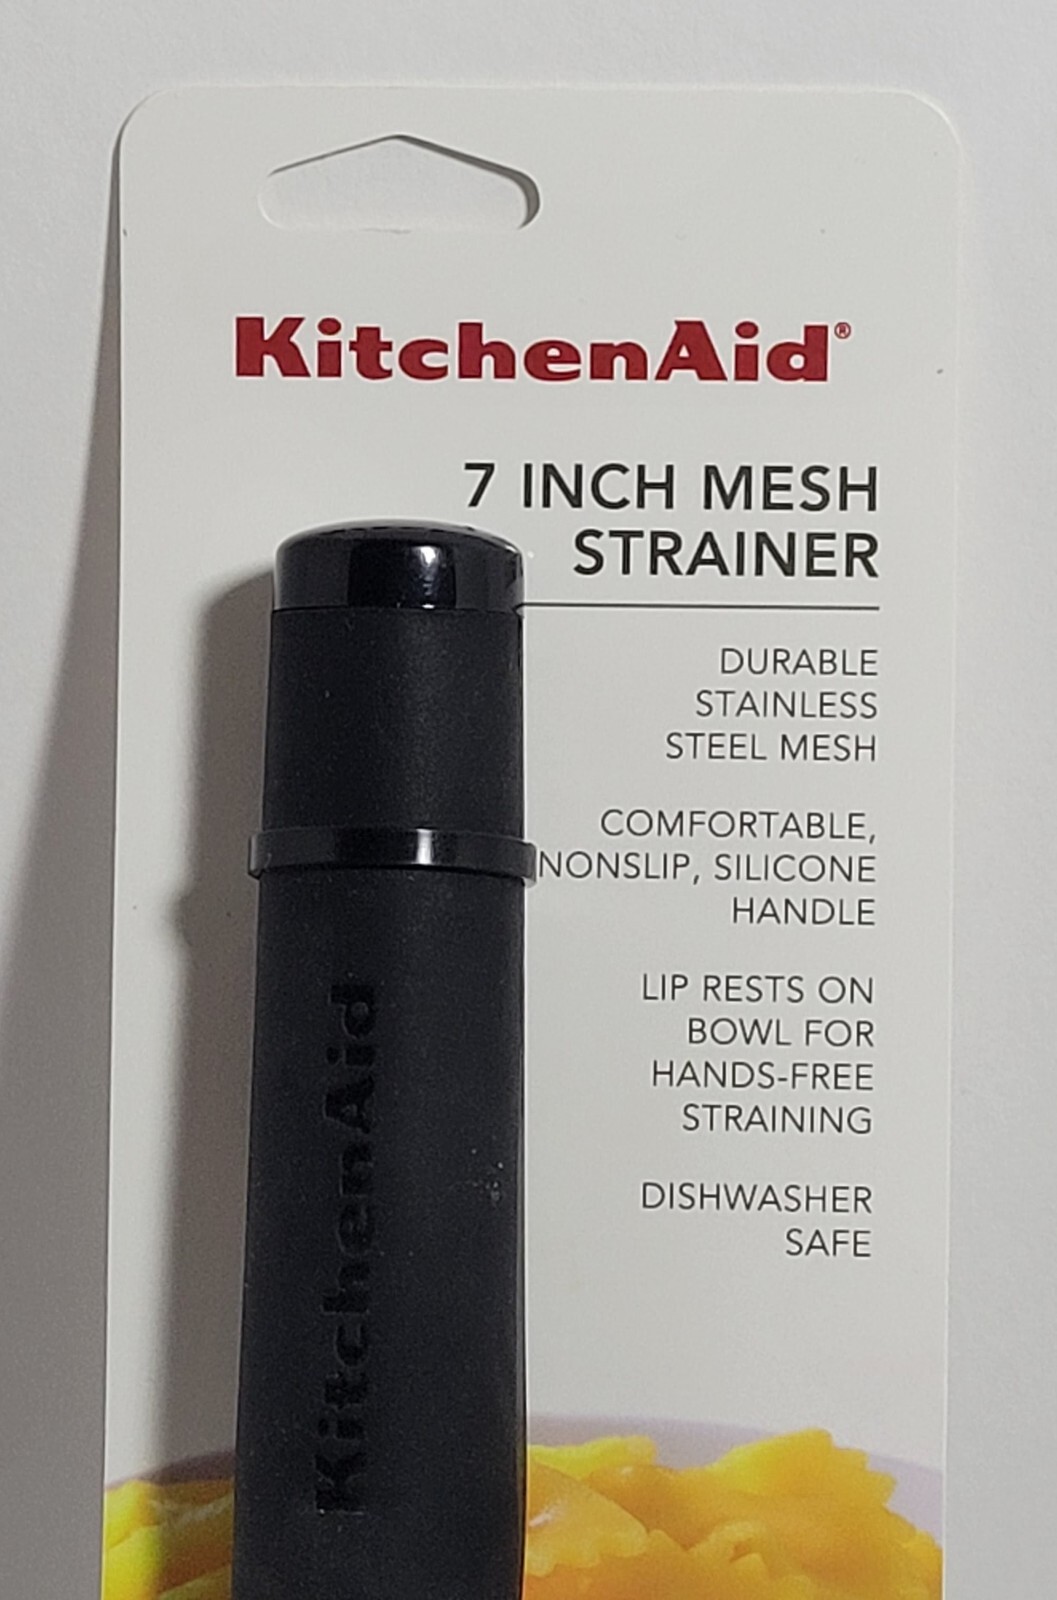 KitchenAid®
7 INCH MESH
STRAINER
DURABLE
STAINLESS
STEEL MESH
COMFORTABLE,
NONSLIP, SILICONE
HANDLE
LIP RESTS ON
BOWL FOR
HANDS-FREE
STRAINING
DISHWASHER
SAFE
KitchenAid